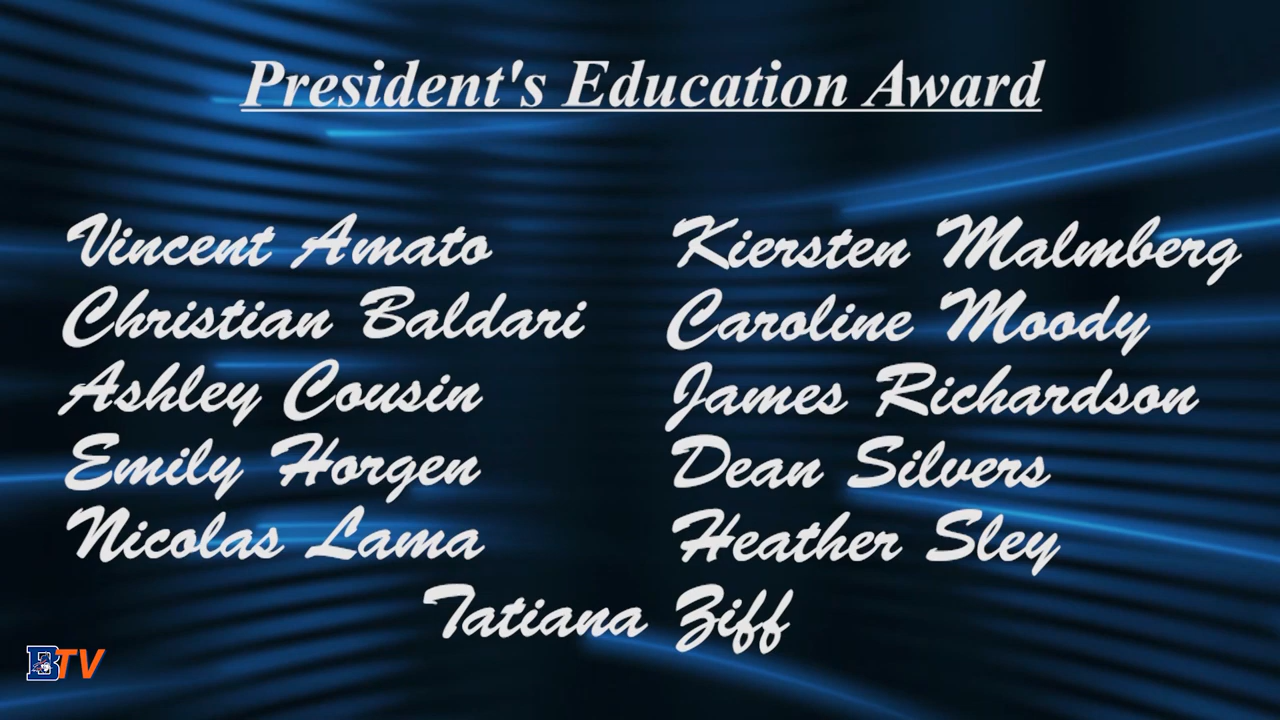 President's Education Award
Vincent Amato
Christian Baldari
Ashley Cousin
Emily Horgen
Nicolas Lama
Kiersten Malmberg
Caroline Moody
James Richardson
Dean Silvers
Heather Sley
Tatiana Ziff
BTV